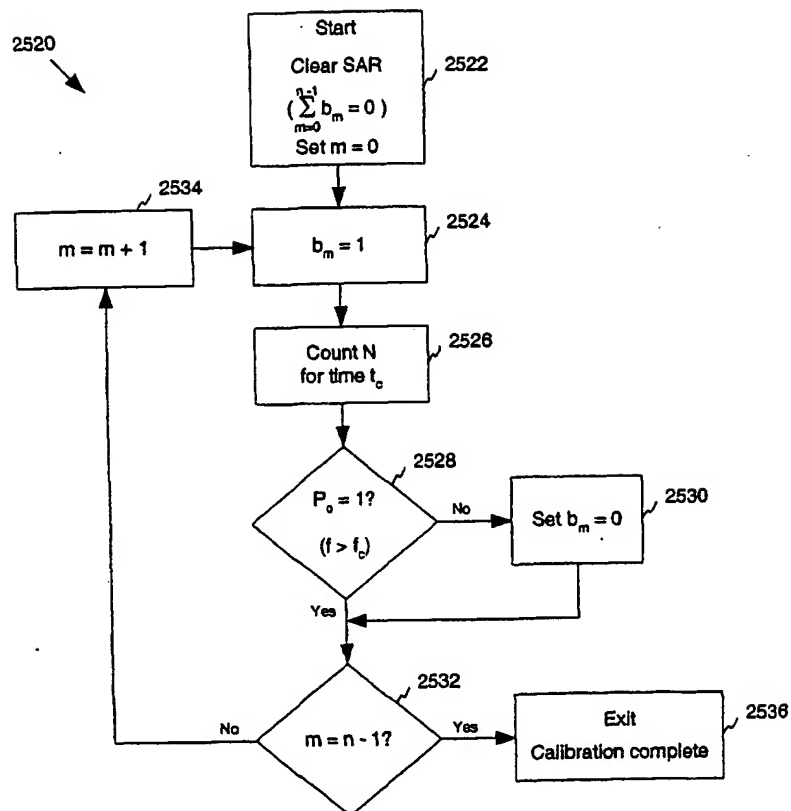 2520
Start
Clear SAR
n-1
( ∑ b_m = 0 )
m=0
Set m = 0
2522
2534
m = m + 1
b_m = 1
2524
Count N
for time t_c
2526
2528
P_o = 1?
(f > f_c)
No
2530
Set b_m = 0
Yes
2532
m = n - 1?
No
Yes
Exit
Calibration complete
2536